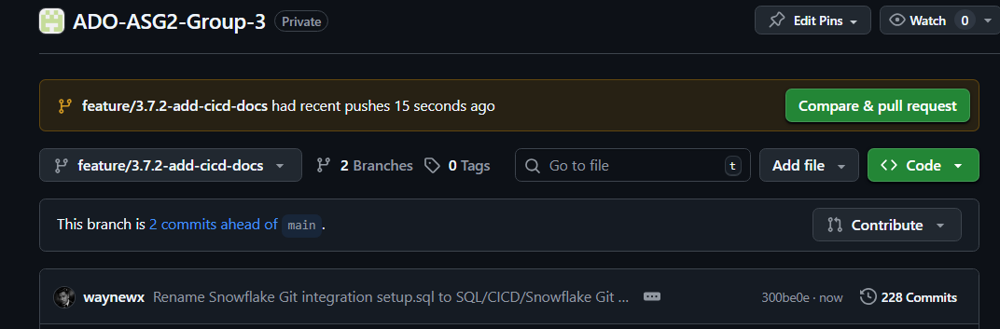 ADO-ASG2-Group-3 Private Edit Pins Watch 0
feature/3.7.2-add-cicd-docs had recent pushes 15 seconds ago Compare & pull request
feature/3.7.2-add-cicd-docs 2 Branches 0 Tags Go to file t Add file Code
This branch is 2 commits ahead of main. Contribute
waynewx Rename Snowflake Git integration setup.sql to SQL/CICD/Snowflake Git ... 300be0e · now 228 Commits